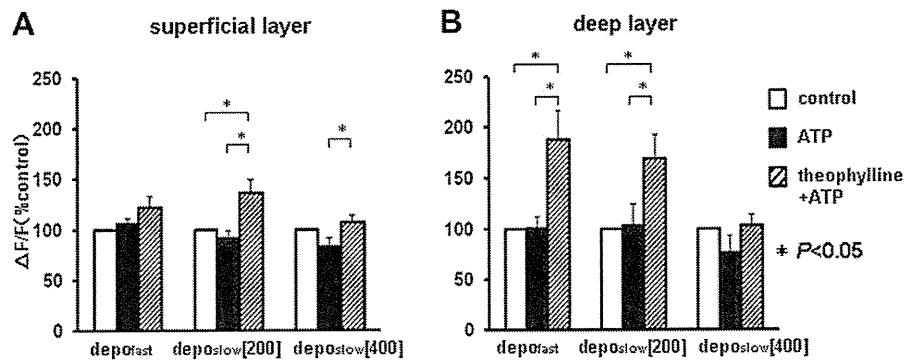 A superficial layer
ΔF/F(%control)
250
200
150
100
50
0
*
*
*
depofast deposlow[200] deposlow[400]
B deep layer
250
200
150
100
50
0
*
*
*
*
depofast deposlow[200] deposlow[400]
control
ATP
theophylline
+ATP
* P<0.05